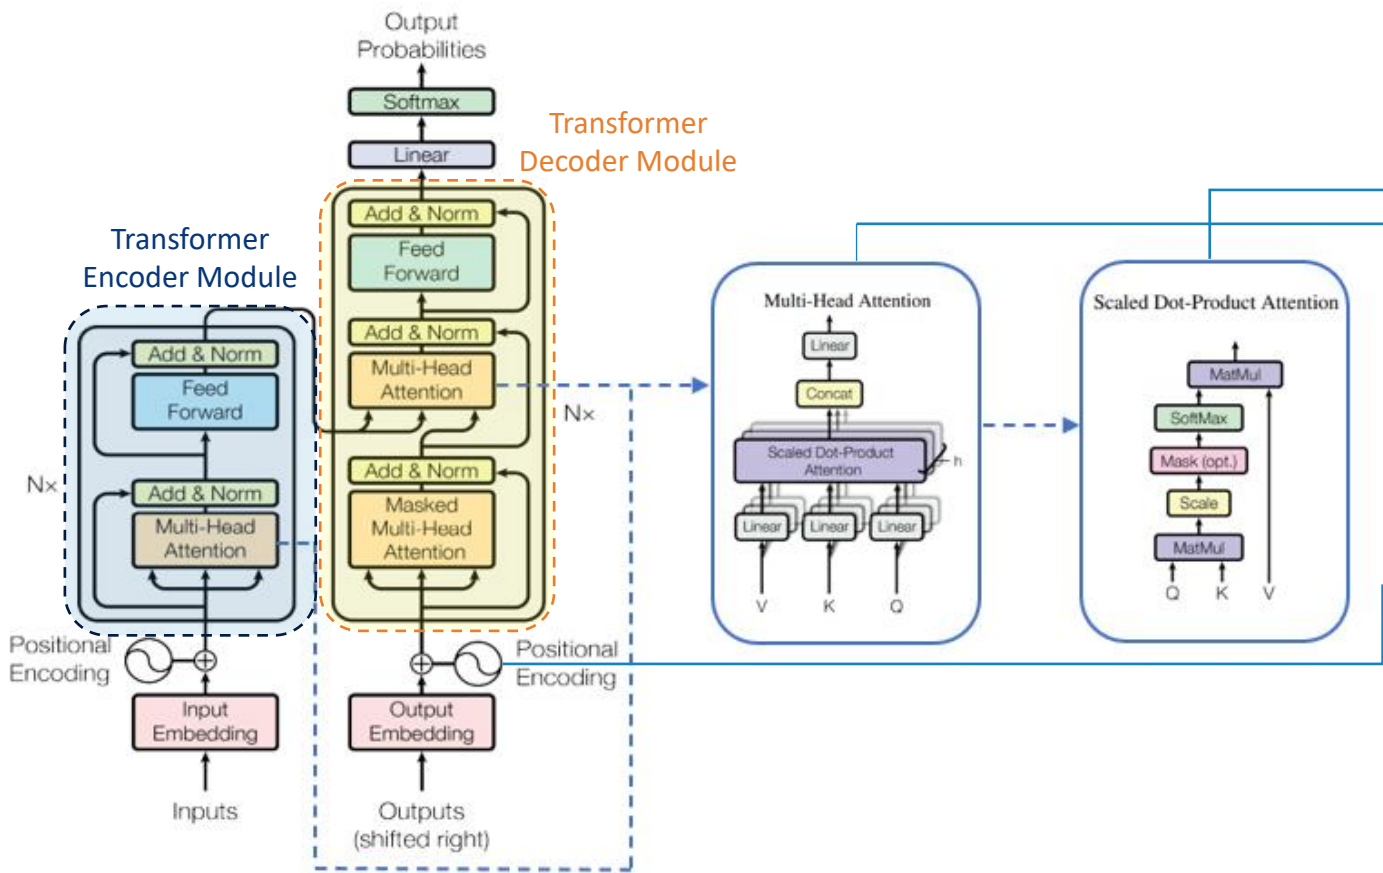 Output
Probabilities
Softmax
Linear
Transformer
Decoder Module
Add & Norm
Feed
Forward
Add & Norm
Multi-Head
Attention
Nx
Add & Norm
Masked
Multi-Head
Attention
Positional
Encoding
Output
Embedding
Outputs
(shifted right)
Transformer
Encoder Module
Add & Norm
Feed
Forward
Nx
Add & Norm
Multi-Head
Attention
Positional
Encoding
Input
Embedding
Inputs
Multi-Head Attention
Linear
Concat
Scaled Dot-Product
Attention
h
Linear
Linear
Linear
V
K
Q
Scaled Dot-Product Attention
MatMul
SoftMax
Mask (opt.)
Scale
MatMul
Q
K
V